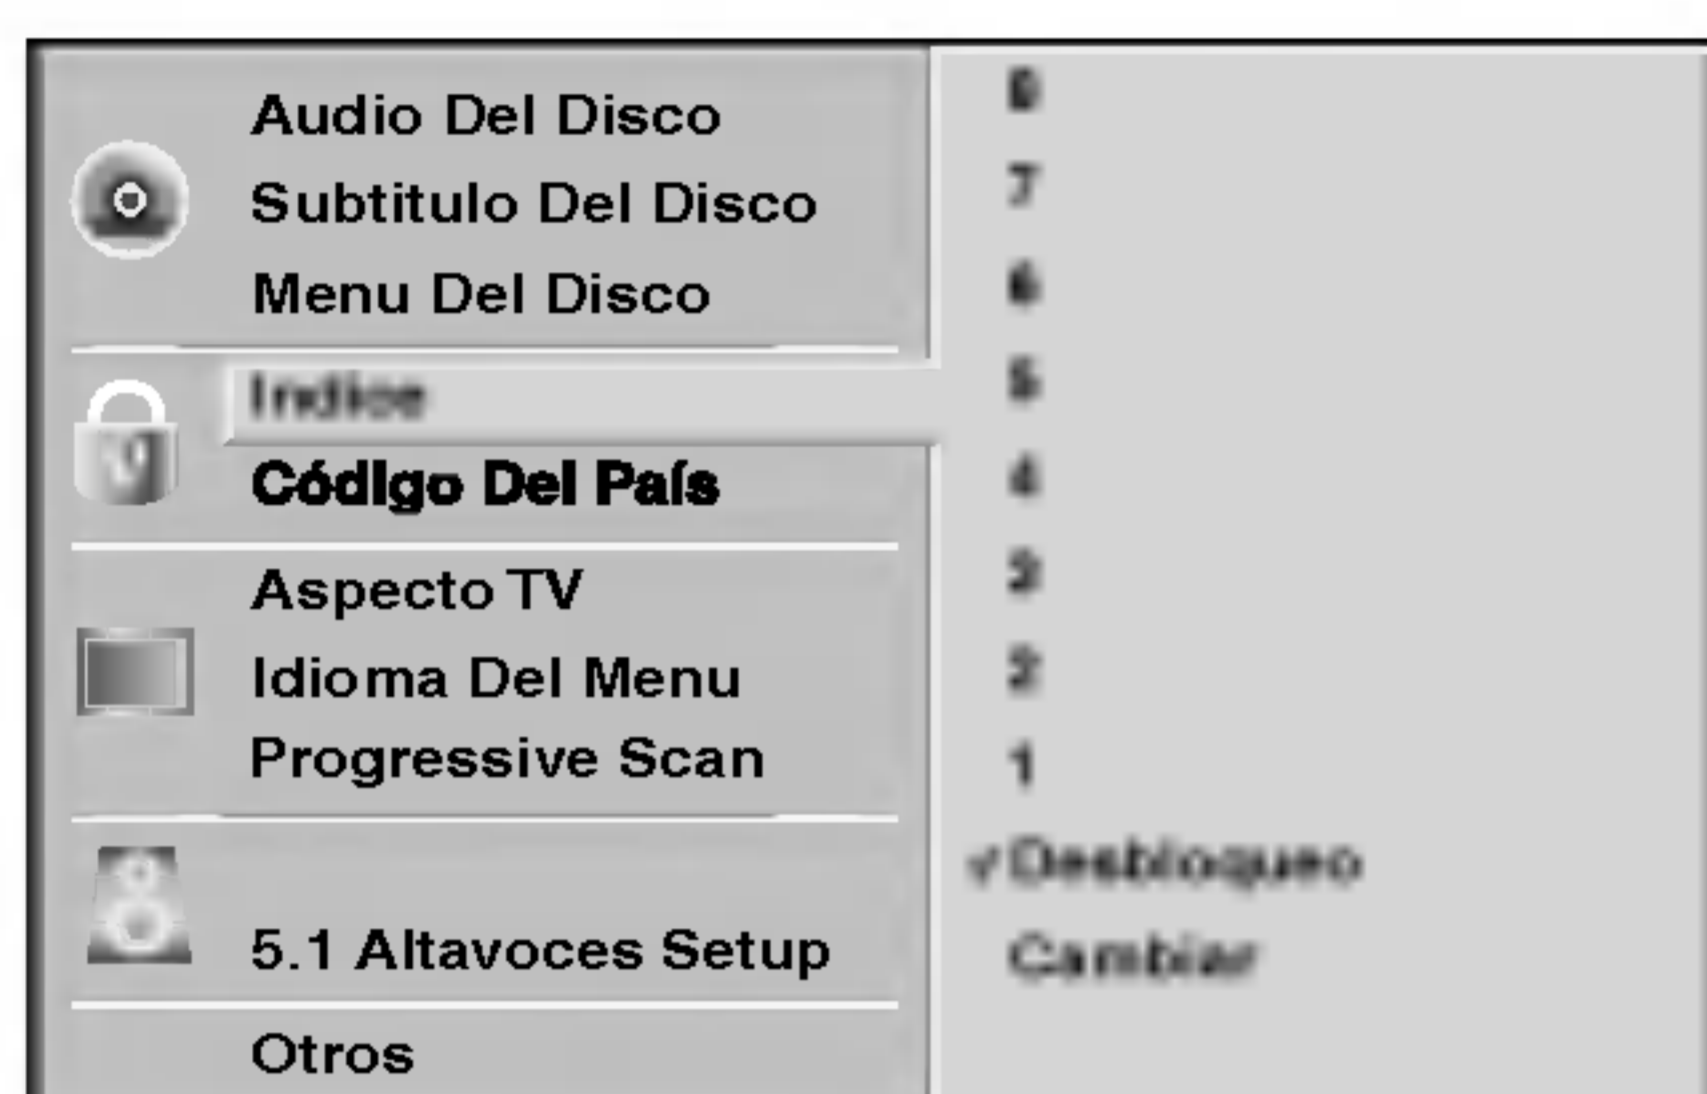 Audio Del Disco
Subtitulo Del Disco
Menu Del Disco
Indice
Código Del País
Aspecto TV
Idioma Del Menu
Progressive Scan
5.1 Altavoces Setup
Otros
8
7
6
5
4
3
2
1
√ Desbloqueo
Cambiar